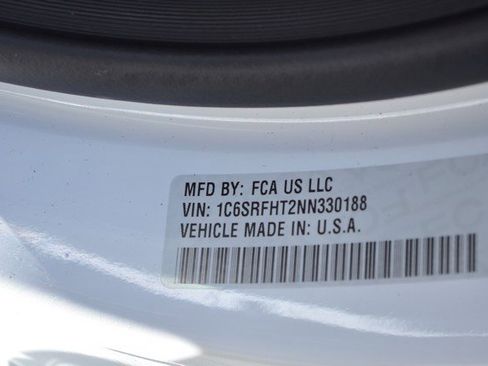 MFD BY: FCA US LLC
VIN: 1C6SRFHT2NN330188
VEHICLE MADE IN: U.S.A.